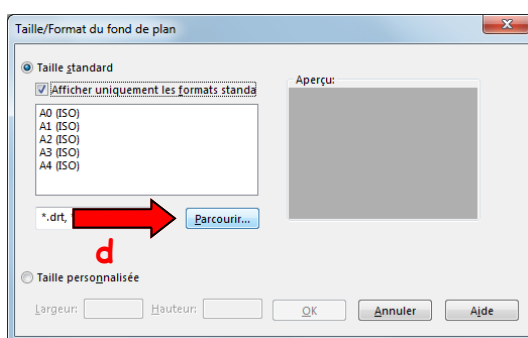 Taille/Format du fond de plan
Taille standard
Aperçu:
Afficher uniquement les formats standa
A0 (ISO)
A1 (ISO)
A2 (ISO)
A3 (ISO)
A4 (ISO)
*.drt,
Parcourir...
d
Taille personnalisée
Largeur:
Hauteur:
OK
Annuler
Aide